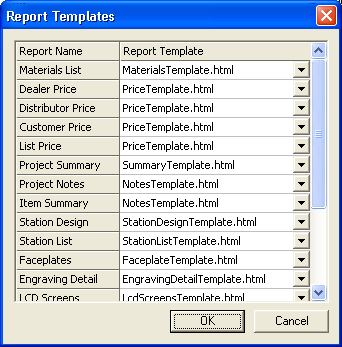 Report Templates
Report Name Report Template
Materials List MaterialsTemplate.html
Dealer Price PriceTemplate.html
Distributor Price PriceTemplate.html
Customer Price PriceTemplate.html
List Price PriceTemplate.html
Project Summary SummaryTemplate.html
Project Notes NotesTemplate.html
Item Summary NotesTemplate.html
Station Design StationDesignTemplate.html
Station List StationListTemplate.html
Faceplates FaceplateTemplate.html
Engraving Detail EngravingDetailTemplate.html
LCD Screens LcdScreensTemplate.html
OK Cancel